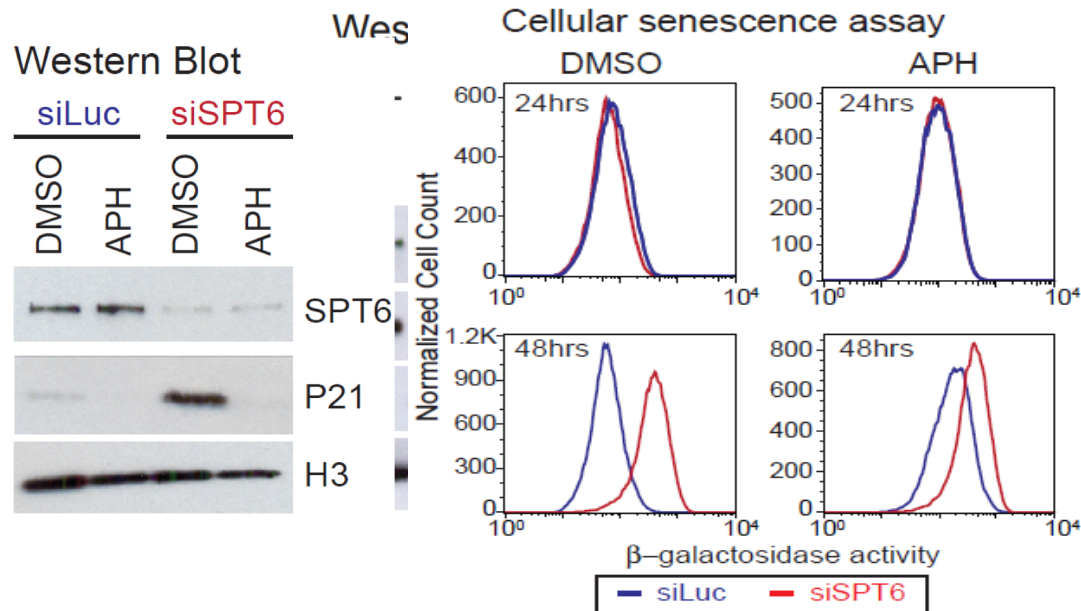 Western Blot
siLuc siSPT6
DMSO APH DMSO APH
SPT6
P21
H3
Wes
Cellular senescence assay
DMSO APH
Normalized Cell Count
600
400
200
0
24hrs
10⁰ 10⁴
500
400
300
200
100
0
24hrs
10⁰ 10⁴
1.2K
900
600
300
0
48hrs
10⁰ 10⁴
800
600
400
200
0
48hrs
10⁰ 10⁴
β–galactosidase activity
siLuc siSPT6